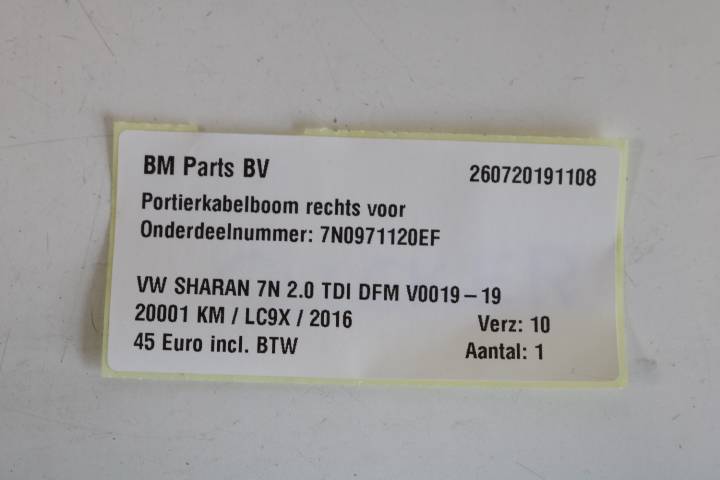 BM Parts BV 260720191108
Portierkabelboom rechts voor
Onderdeelnummer: 7N0971120EF
VW SHARAN 7N 2.0 TDI DFM V0019 – 19
20001 KM / LC9X / 2016 Verz: 10
45 Euro incl. BTW Aantal: 1